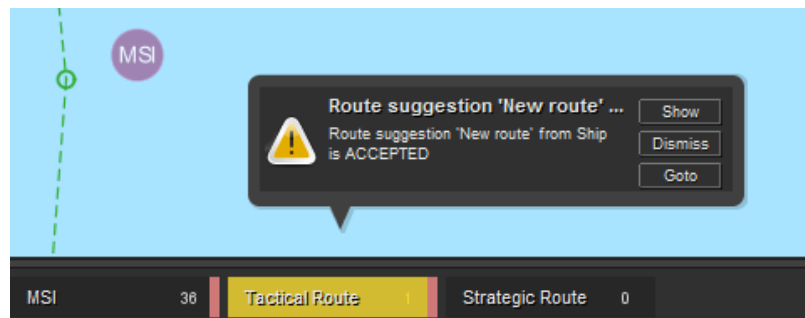 MSI
Route suggestion 'New route' ...
Route suggestion 'New route' from Ship
is ACCEPTED
Show
Dismiss
Goto
MSI 36 Tactical Route 1 Strategic Route 0